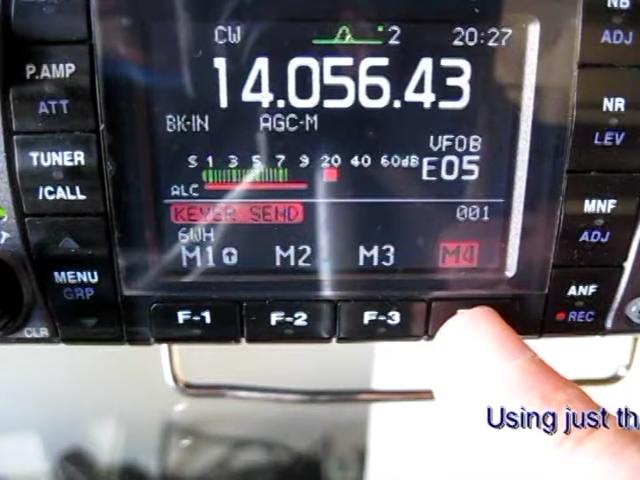 NB
ADJ
CW
2
20:27
P.AMP
ATT
14.056.43
BK-IN
AGC-M
NR
LEV
VFOB
TUNER
/CALL
S 1 3 5 7 9 20 40 60dB
E05
ALC
KEYER SEND
001
MNF
ADJ
6WH
M1 M2 M3 M4
MENU
GRP
ANF
REC
F-1 F-2 F-3
CLR
Using just th